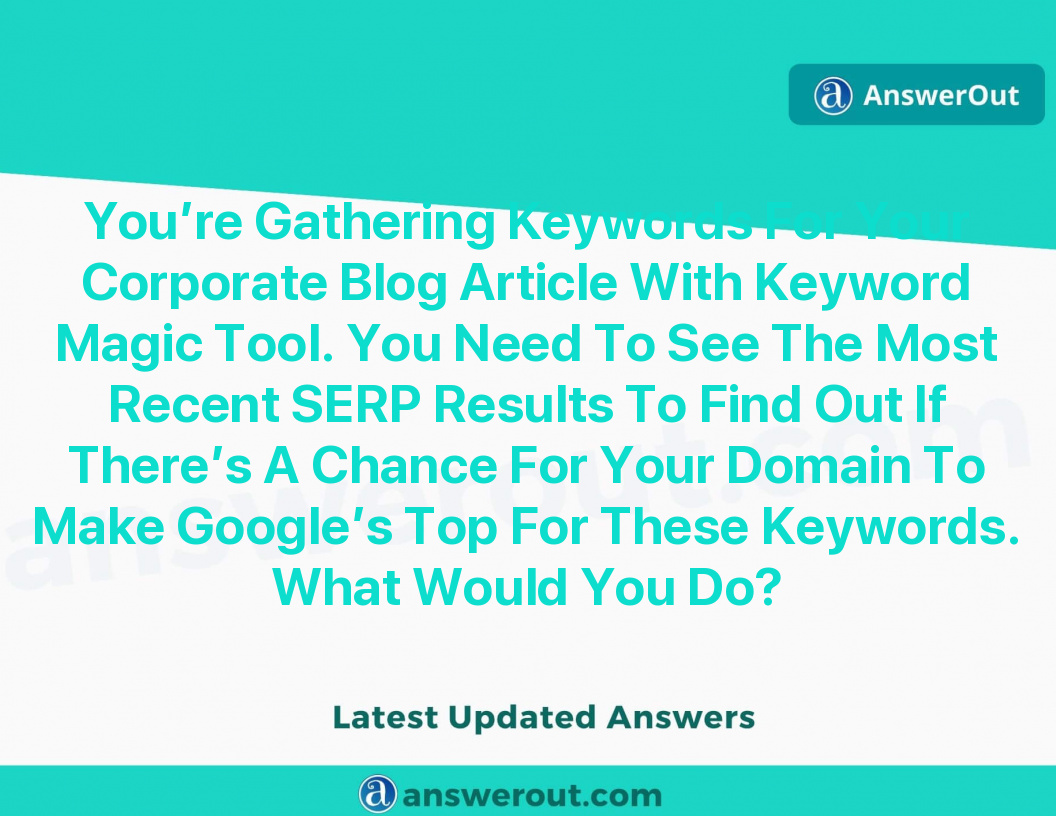 AnswerOut
You’re Gathering Keywords For Your
Corporate Blog Article With Keyword
Magic Tool. You Need To See The Most
Recent SERP Results To Find Out If
There’s A Chance For Your Domain To
Make Google’s Top For These Keywords.
What Would You Do?
answerout.com
Latest Updated Answers
answerout.com